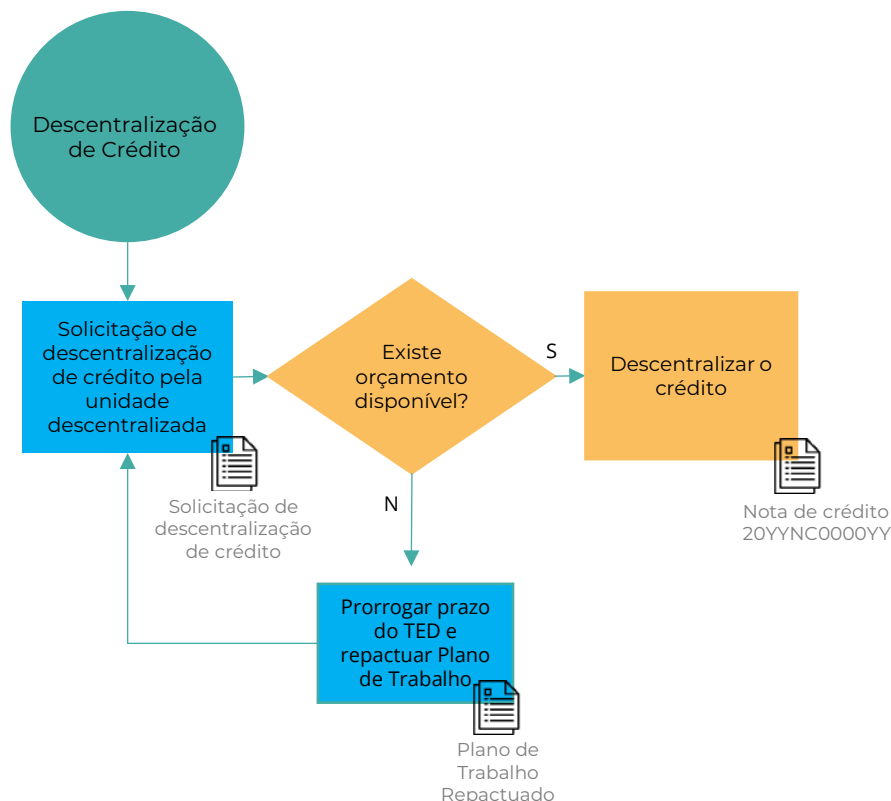 Descentralização
de Crédito
Solicitação de
descentralização
de crédito pela
unidade
descentralizada
Solicitação de
descentralização
de crédito
Existe
orçamento
disponível?
S
Descentralizar o
crédito
Nota de crédito
20YYNC0000YY
N
Prorrogar prazo
do TED e
repactuar Plano
de Trabalho
Plano de
Trabalho
Repactuado